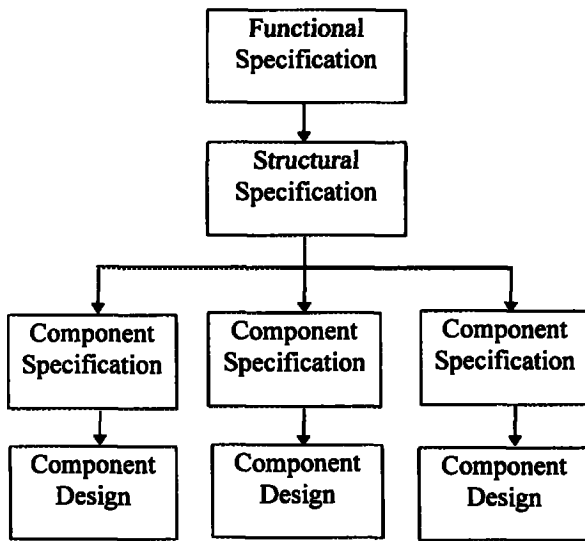 Functional
Specification
Structural
Specification
Component
Specification
Component
Specification
Component
Specification
Component
Design
Component
Design
Component
Design